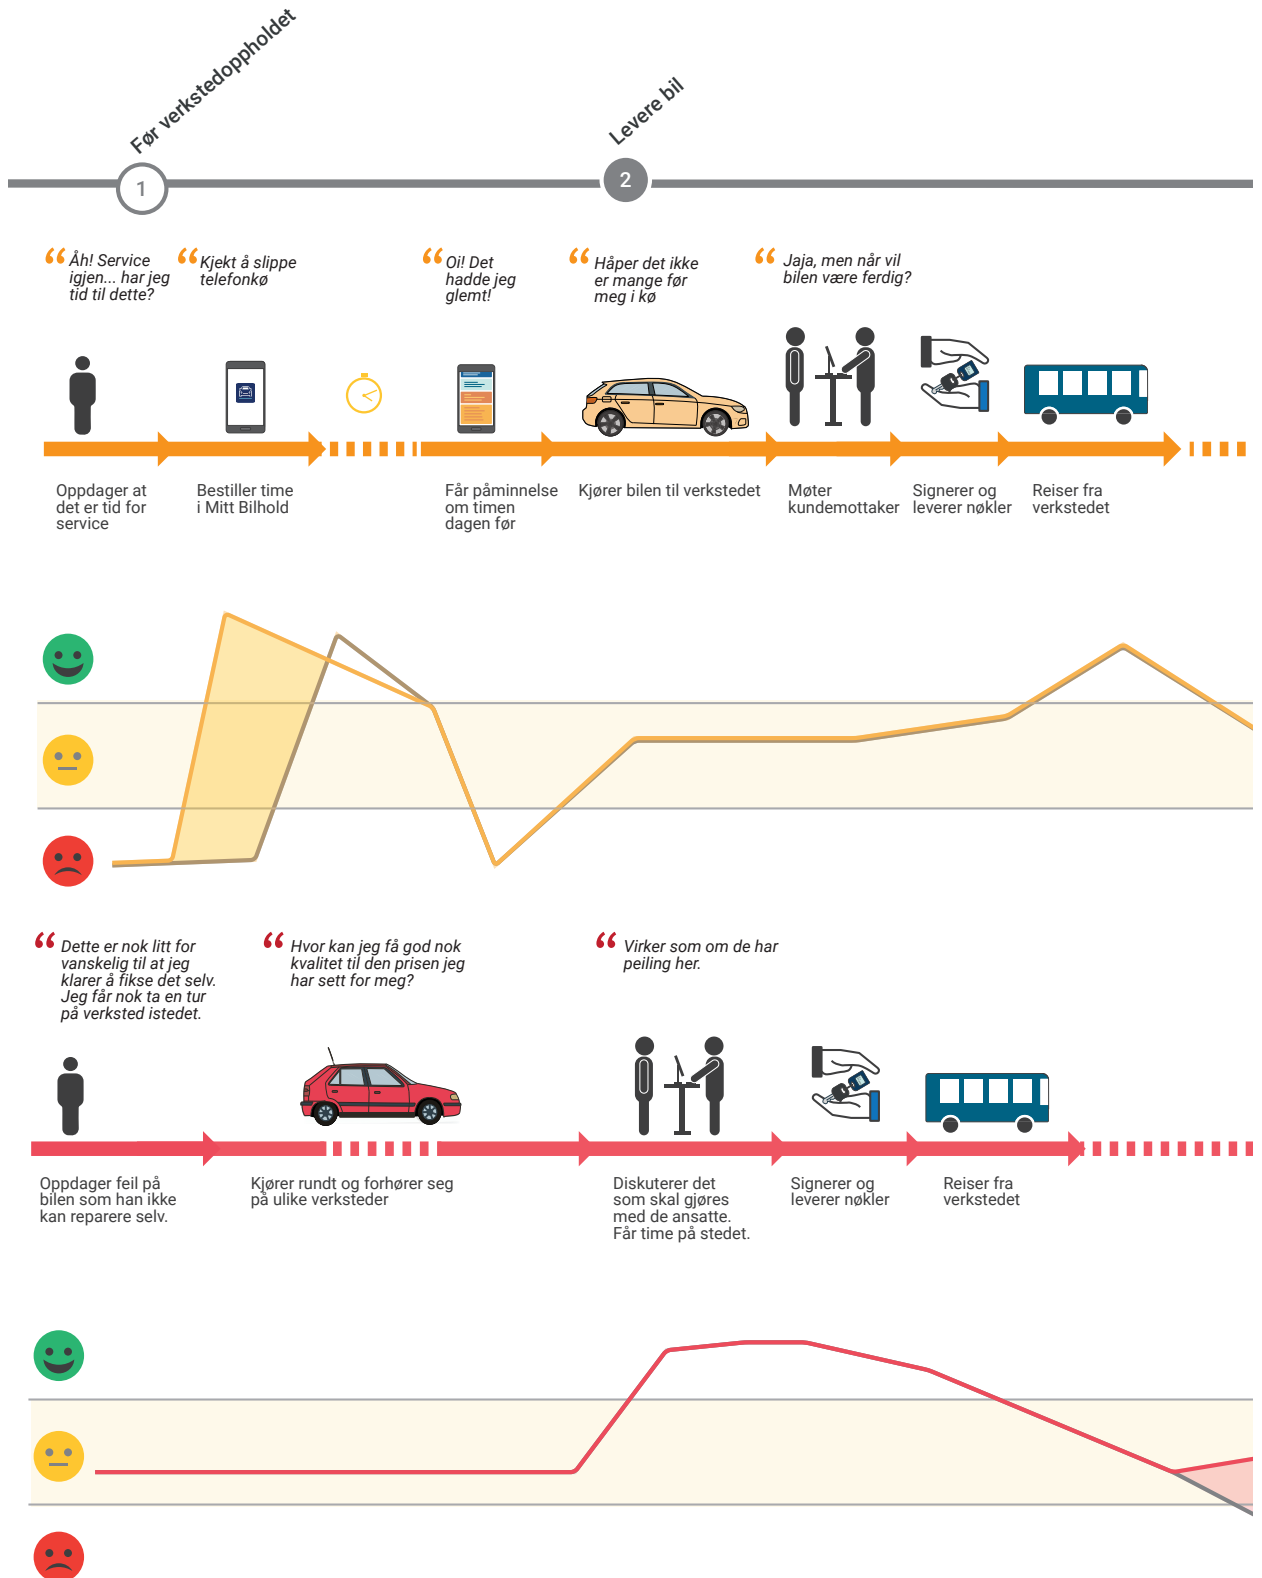 Før verkstedoppholdet
Levere bil
1
2
“ Åh! Service
igjen... har jeg
tid til dette?
“ Kjekt å slippe
telefonkø
“ Oi! Det
hadde jeg
glemt!
“ Håper det ikke
er mange før
meg i kø
“ Jaja, men når vil
bilen være ferdig?
Oppdager at
det er tid for
service
Bestiller time
i Mitt Bilhold
Får påminnelse
om timen
dagen før
Kjører bilen til verkstedet
Møter
kundemottaker
Signerer og
leverer nøkler
Reiser fra
verkstedet
“ Dette er nok litt for
vanskelig til at jeg
klarer å fikse det selv.
Jeg får nok ta en tur
på verksted istedet.
“ Hvor kan jeg få god nok
kvalitet til den prisen jeg
har sett for meg?
“ Virker som om de har
peiling her.
Oppdager feil på
bilen som han ikke
kan reparere selv.
Kjører rundt og forhører seg
på ulike verksteder
Diskuterer det
som skal gjøres
med de ansatte.
Får time på stedet.
Signerer og
leverer nøkler
Reiser fra
verkstedet